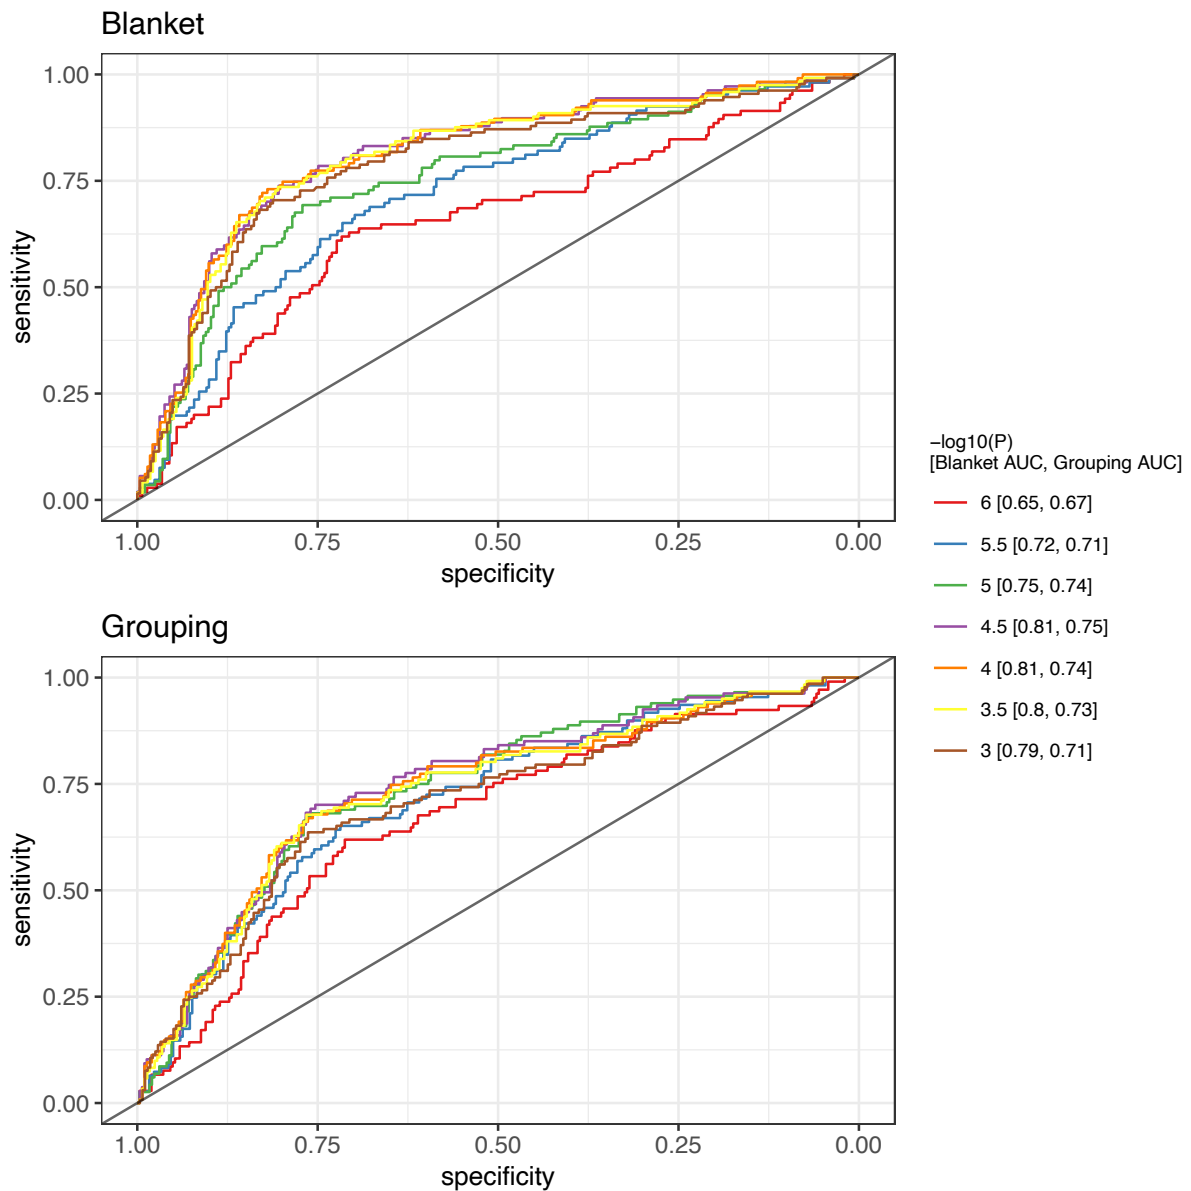 Blanket
1.00
0.75
0.50
0.25
0.00
sensitivity
1.00 0.75 0.50 0.25 0.00
specificity
−log10(P)
[Blanket AUC, Grouping AUC]
6 [0.65, 0.67]
5.5 [0.72, 0.71]
5 [0.75, 0.74]
4.5 [0.81, 0.75]
4 [0.81, 0.74]
3.5 [0.8, 0.73]
3 [0.79, 0.71]
Grouping
1.00
0.75
0.50
0.25
0.00
sensitivity
1.00 0.75 0.50 0.25 0.00
specificity